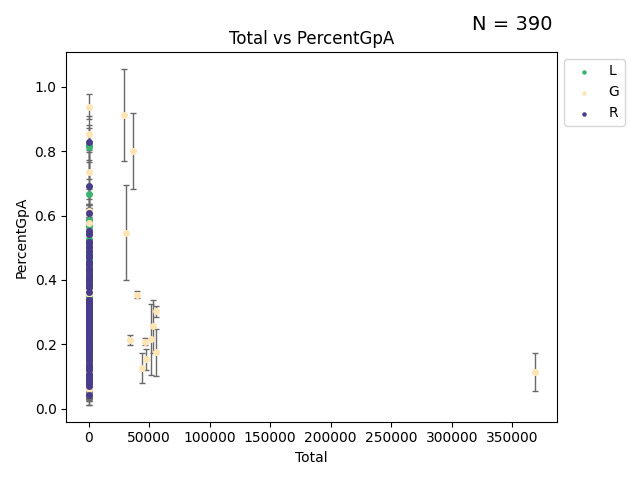 N = 390
Total vs PercentGpA
L
G
R
PercentGpA
1.0
0.8
0.6
0.4
0.2
0.0
0 50000 100000 150000 200000 250000 300000 350000
Total